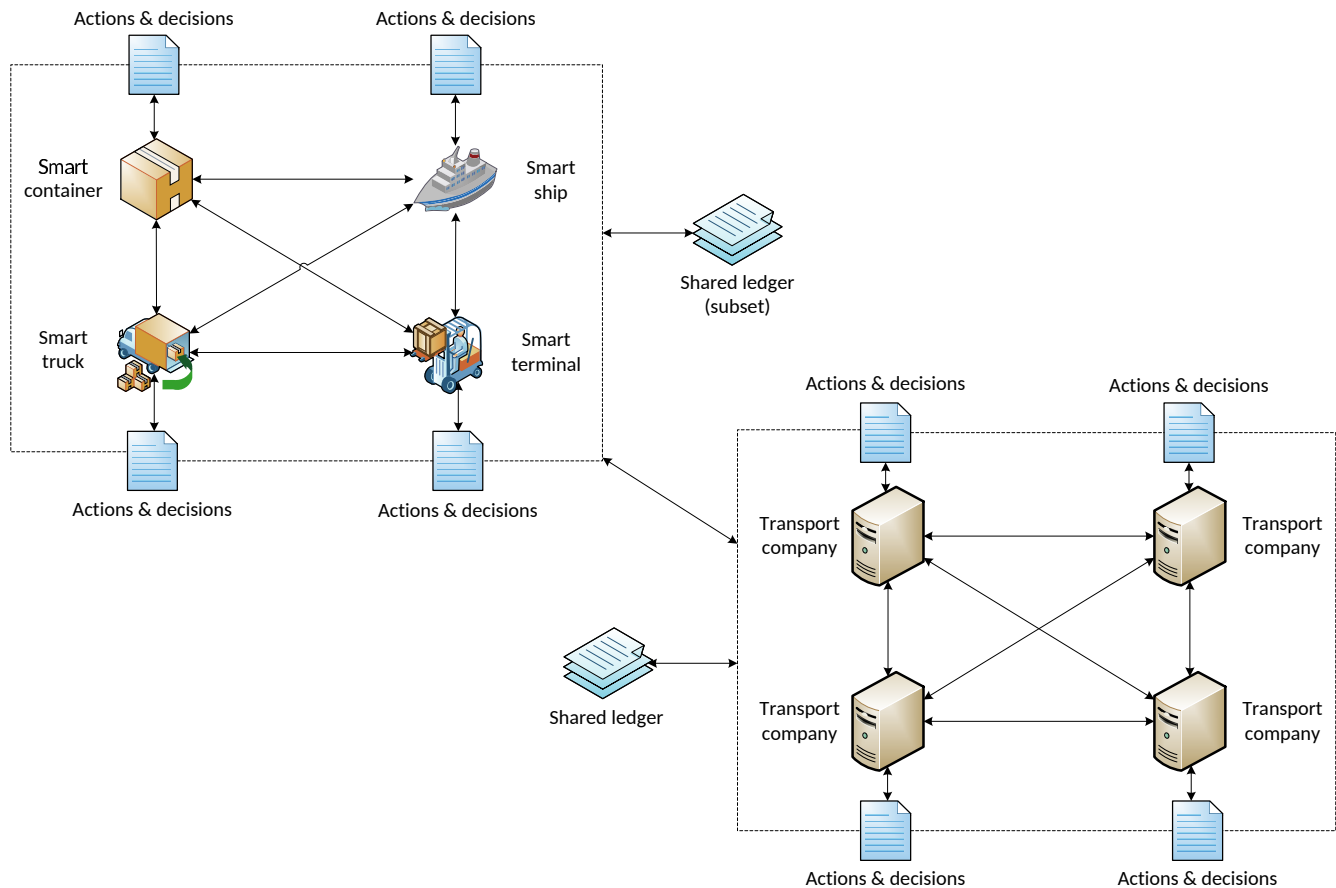 Actions & decisions
Actions & decisions
Smart
container
Smart
ship
Shared ledger
(subset)
Smart
truck
Smart
terminal
Actions & decisions
Actions & decisions
Actions & decisions
Actions & decisions
Transport
company
Transport
company
Shared ledger
Transport
company
Transport
company
Actions & decisions
Actions & decisions